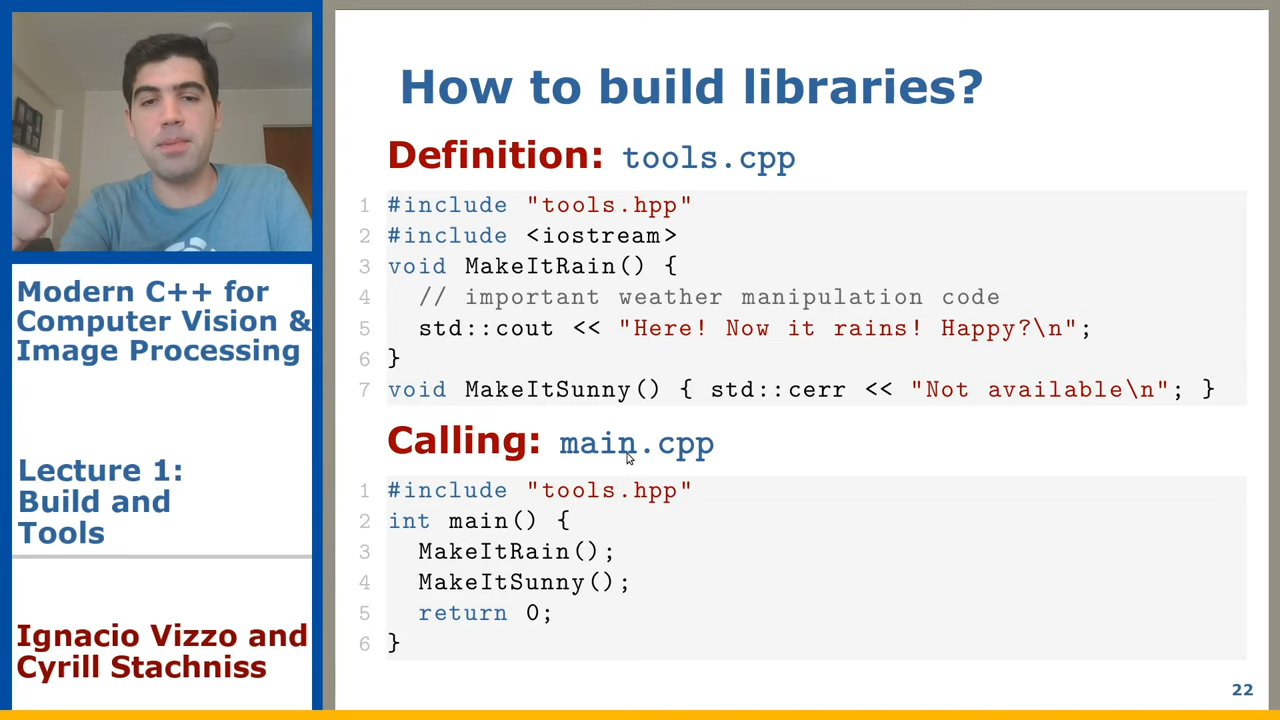 Modern C++ for
Computer Vision &
Image Processing
Lecture 1:
Build and
Tools
Ignacio Vizzo and
Cyrill Stachniss
How to build libraries?
Definition: tools.cpp
1 #include "tools.hpp"
2 #include <iostream>
3 void MakeItRain() {
4   // important weather manipulation code
5   std::cout << "Here! Now it rains! Happy?\n";
6 }
7 void MakeItSunny() { std::cerr << "Not available\n"; }
Calling: main.cpp
1 #include "tools.hpp"
2 int main() {
3   MakeItRain();
4   MakeItSunny();
5   return 0;
6 }
22